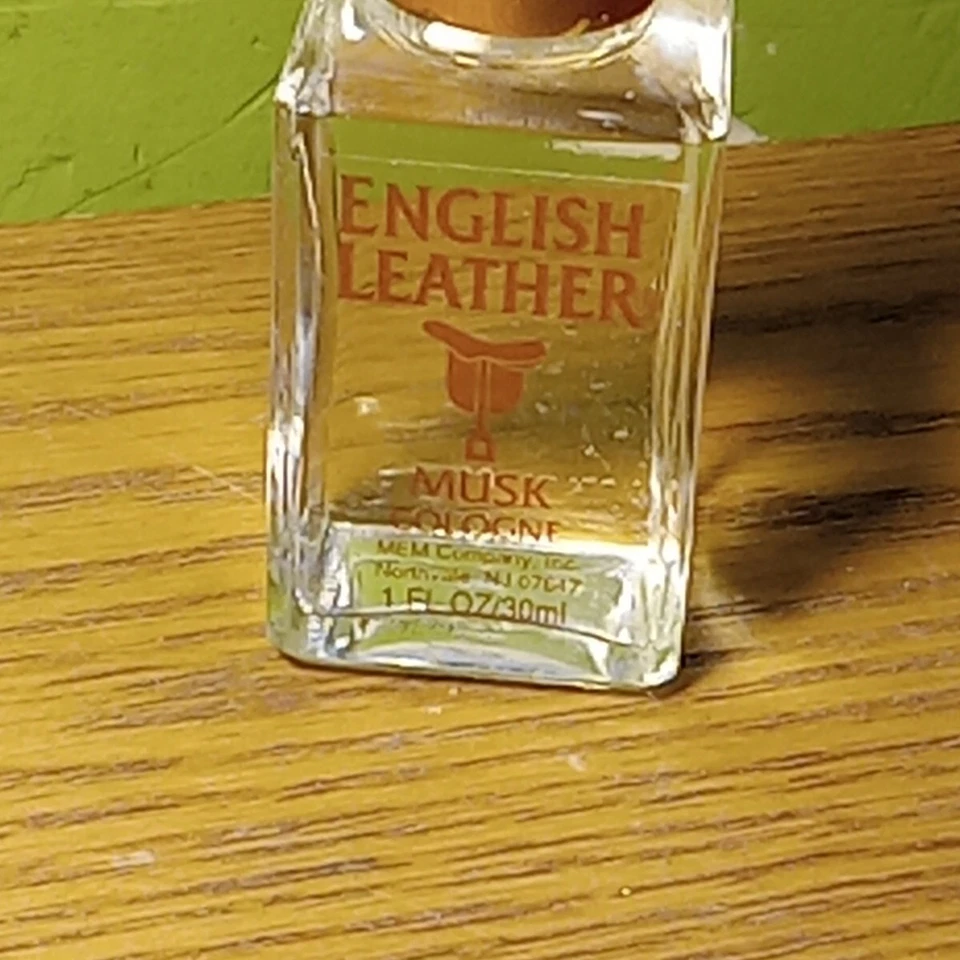 ENGLISH
LEATHER
MUSK
COLOGNE
MEM Company, Inc.
Northvale, NJ 07647
1 FL OZ/30ml